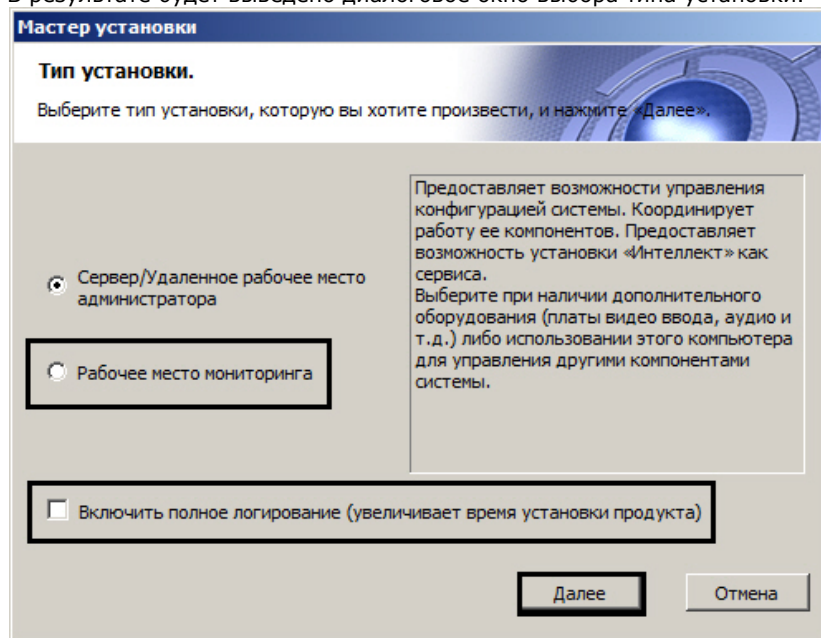 В результате будет выведено диалоговое окно выбора типа установки.
Мастер установки
Тип установки.
Выберите тип установки, которую вы хотите произвести, и нажмите «Далее».
Сервер/Удаленное рабочее место
администратора
Рабочее место мониторинга
Предоставляет возможности управления
конфигурацией системы. Координирует
работу ее компонентов. Предоставляет
возможность установки «Интеллект» как
сервиса.
Выберите при наличии дополнительного
оборудования (платы видео ввода, аудио и
т.д.) либо использовании этого компьютера
для управления другими компонентами
системы.
Включить полное логирование (увеличивает время установки продукта)
Далее
Отмена